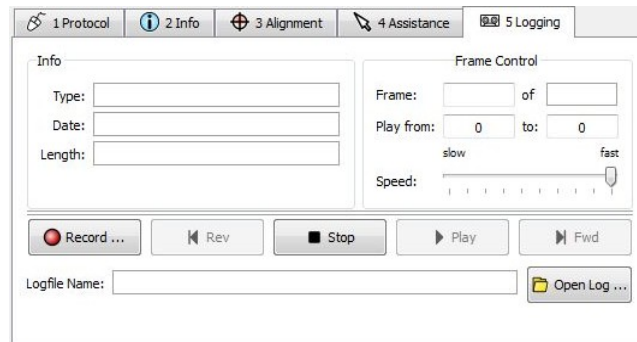 1 Protocol 2 Info 3 Alignment 4 Assistance 5 Logging
Info
Type:
Date:
Length:
Frame Control
Frame: of
Play from: 0 to: 0
slow fast
Speed:
Record ... Rev Stop Play Fwd
Logfile Name: Open Log ...